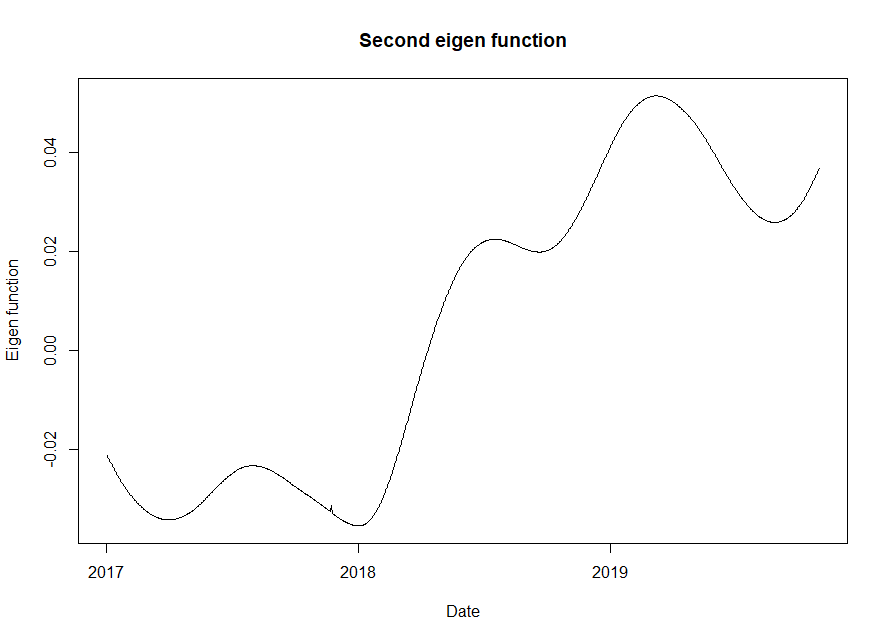 Second eigen function
Eigen function
0.04
0.02
0.00
-0.02
2017 2018 2019
Date